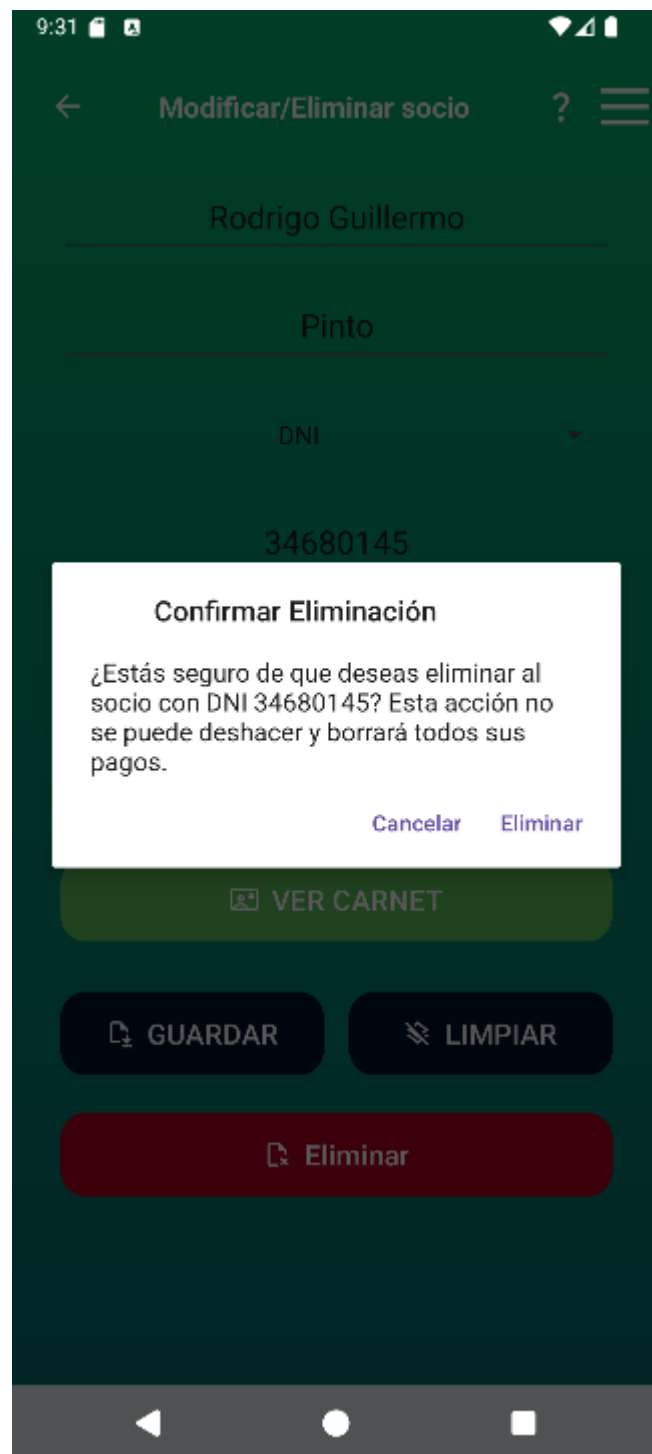 9:31
Modificar/Eliminar socio ?
Rodrigo Guillermo
Pinto
DNI
34680145
Confirmar Eliminación
¿Estás seguro de que deseas eliminar al
socio con DNI 34680145? Esta acción no
se puede deshacer y borrará todos sus
pagos.
Cancelar Eliminar
VER CARNET
GUARDAR LIMPIAR
Eliminar